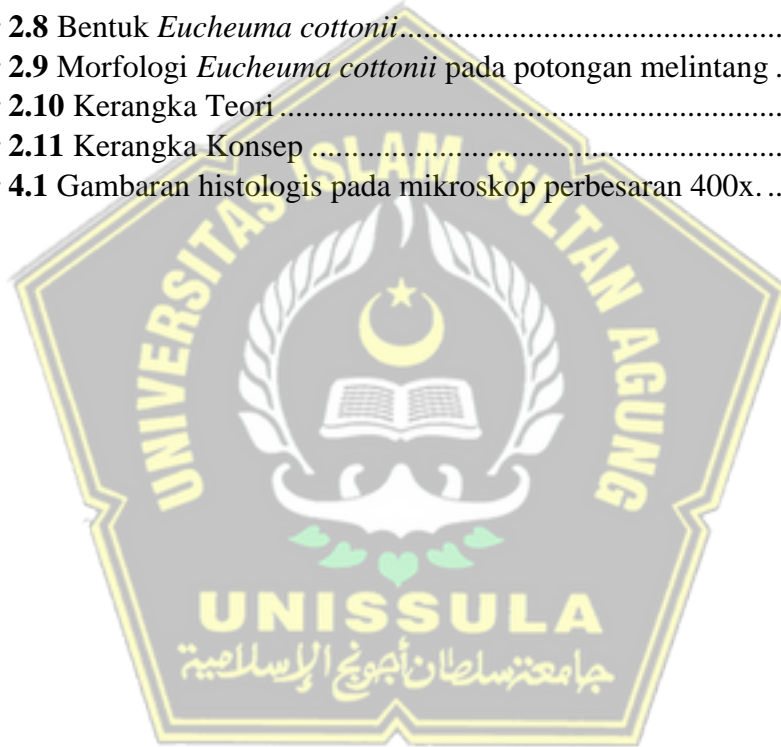 2.8 Bentuk Eucheuma cottonii.......................................................
2.9 Morfologi Eucheuma cottonii pada potongan melintang .
2.10 Kerangka Teori.......................................................................
2.11 Kerangka Konsep ...................................................................
4.1 Gambaran histologis pada mikroskop perbesaran 400x. ..
UNIVERSITAS ISLAM SULTAN AGUNG
UNISSULA
جامعة سلطان أجونج الإسلامية